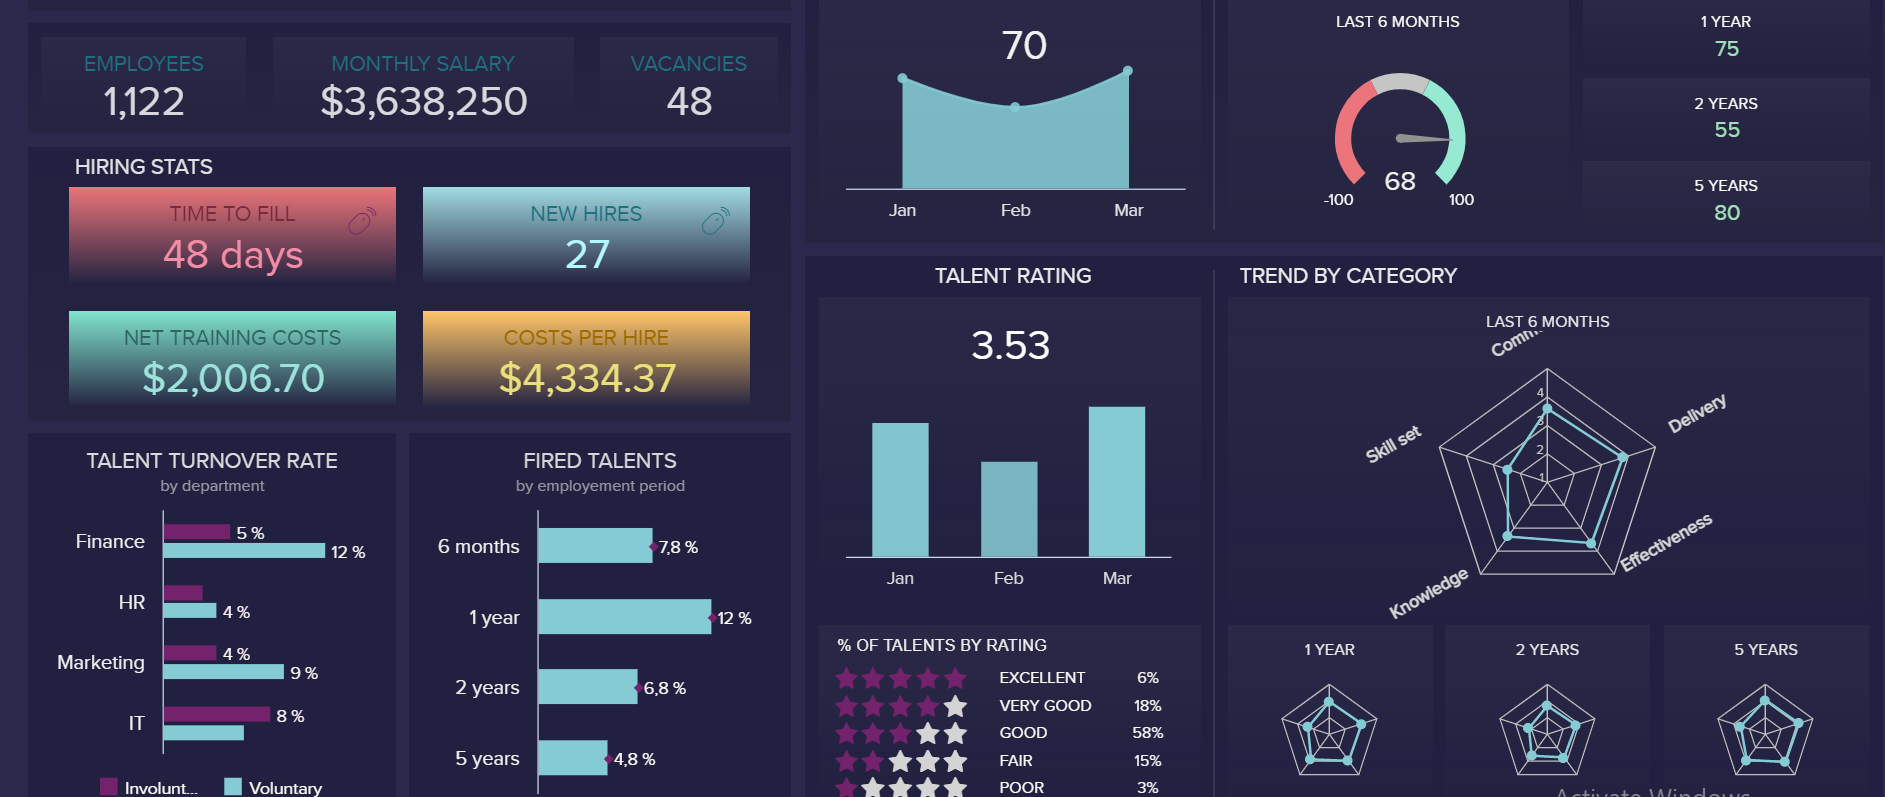 EMPLOYEES
1,122
MONTHLY SALARY
$3,638,250
VACANCIES
48
HIRING STATS
TIME TO FILL
48 days
NEW HIRES
27
NET TRAINING COSTS
$2,006.70
COSTS PER HIRE
$4,334.37
TALENT TURNOVER RATE
by department
Finance
5 %
12 %
HR
4 %
Marketing
4 %
9 %
IT
8 %
Involunt...
Voluntary
FIRED TALENTS
by employement period
6 months
7,8 %
1 year
12 %
2 years
6,8 %
5 years
4,8 %
70
Jan Feb Mar
LAST 6 MONTHS
68
-100 100
1 YEAR
75
2 YEARS
55
5 YEARS
80
TALENT RATING
3.53
Jan Feb Mar
% OF TALENTS BY RATING
EXCELLENT 6%
VERY GOOD 18%
GOOD 58%
FAIR 15%
POOR 3%
TREND BY CATEGORY
LAST 6 MONTHS
Delivery
Skill set
4
3
2
1
Effectiveness
Knowledge
1 YEAR
2 YEARS
5 YEARS
Activate Windows